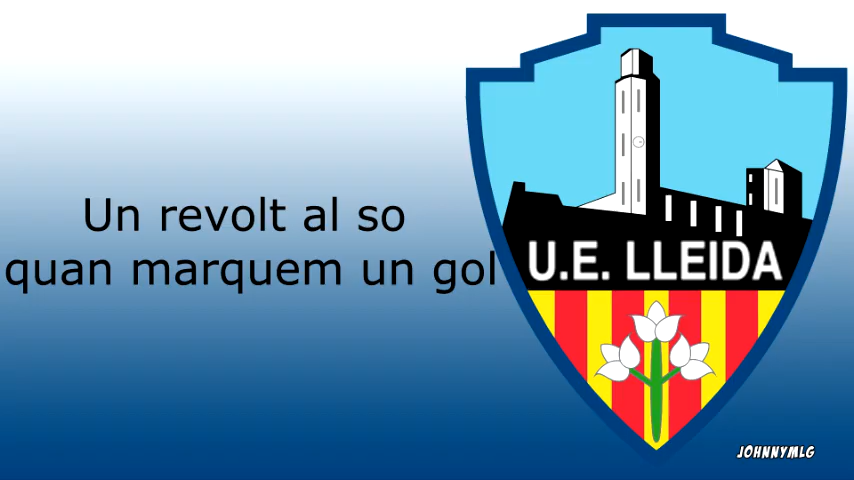 Un revolt al so
quan marquem un gol
U.E. LLEIDA
JOHNNYMLG